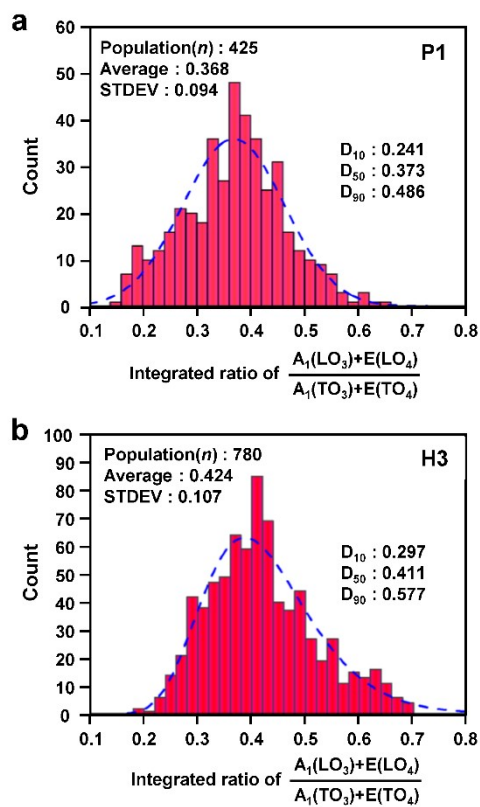 a
P1
Population(n) : 425
Average : 0.368
STDEV : 0.094
D10 : 0.241
D50 : 0.373
D90 : 0.486
Count
60
50
40
30
20
10
0
0.1 0.2 0.3 0.4 0.5 0.6 0.7 0.8
Integrated ratio of
A1(LO3)+E(LO4)
A1(TO3)+E(TO4)
b
H3
Population(n) : 780
Average : 0.424
STDEV : 0.107
D10 : 0.297
D50 : 0.411
D90 : 0.577
Count
100
90
80
70
60
50
40
30
20
10
0
0.1 0.2 0.3 0.4 0.5 0.6 0.7 0.8
Integrated ratio of
A1(LO3)+E(LO4)
A1(TO3)+E(TO4)